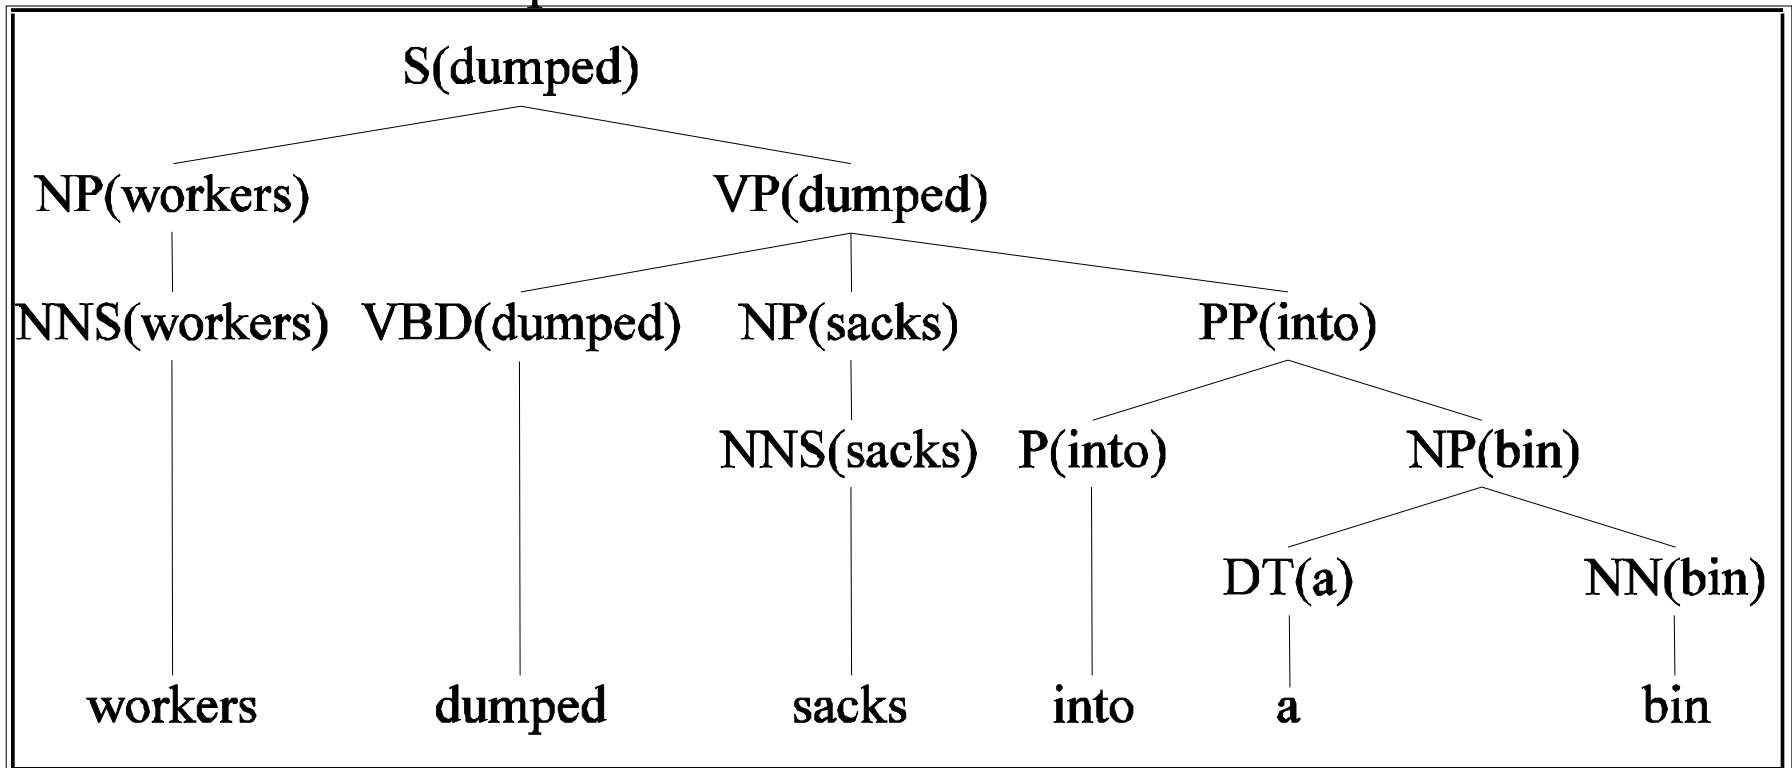 S(dumped)
NP(workers) VP(dumped)
NNS(workers) VBD(dumped) NP(sacks) PP(into)
NNS(sacks) P(into) NP(bin)
DT(a) NN(bin)
workers dumped sacks into a bin